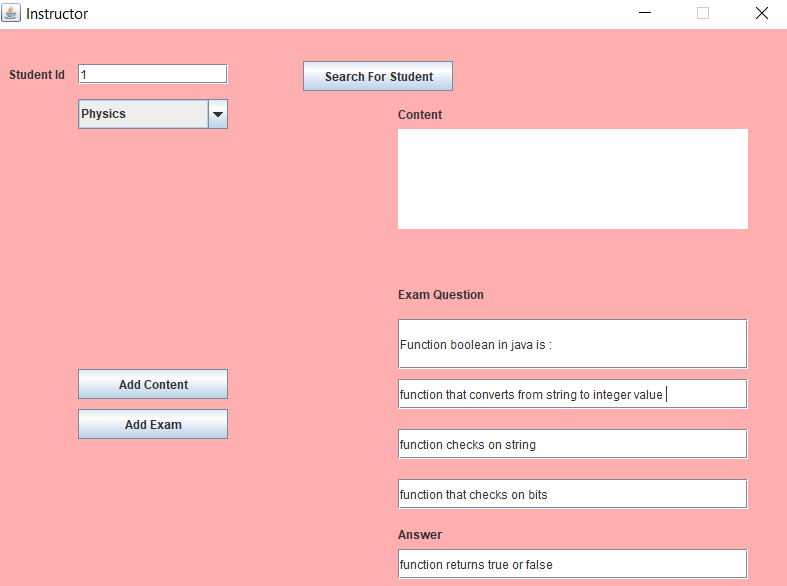 Instructor
Student Id
1
Search For Student
Physics
Content
Exam Question
Function boolean in java is :
Add Content
function that converts from string to integer value
Add Exam
function checks on string
function that checks on bits
Answer
function returns true or false